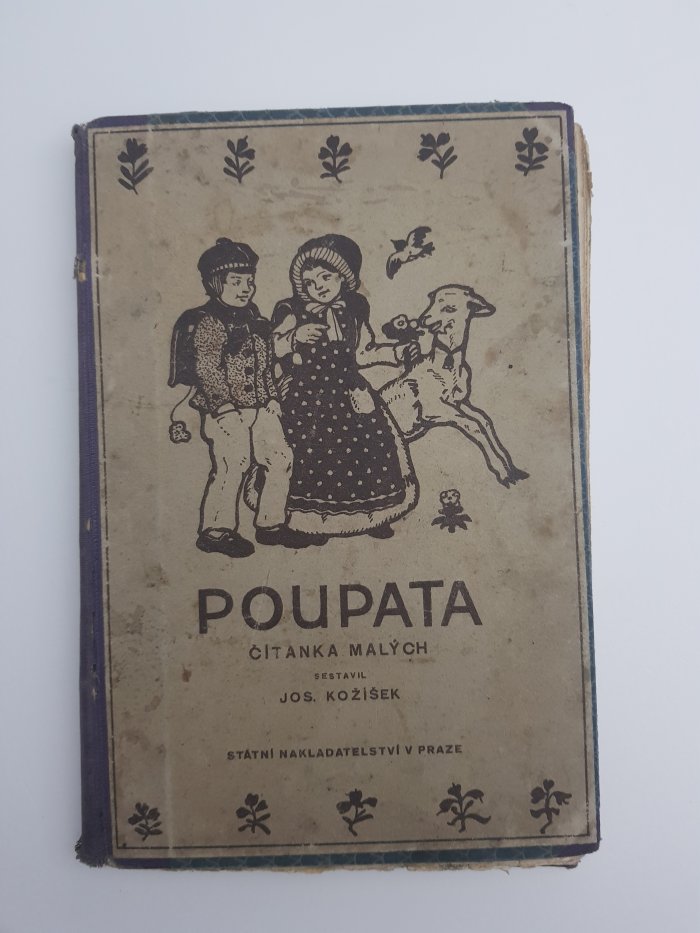 POUPATA
ČÍTANKA MALÝCH
SESTAVIL
JOS. KOŽÍŠEK
STÁTNÍ NAKLADATELSTVÍ V PRAZE